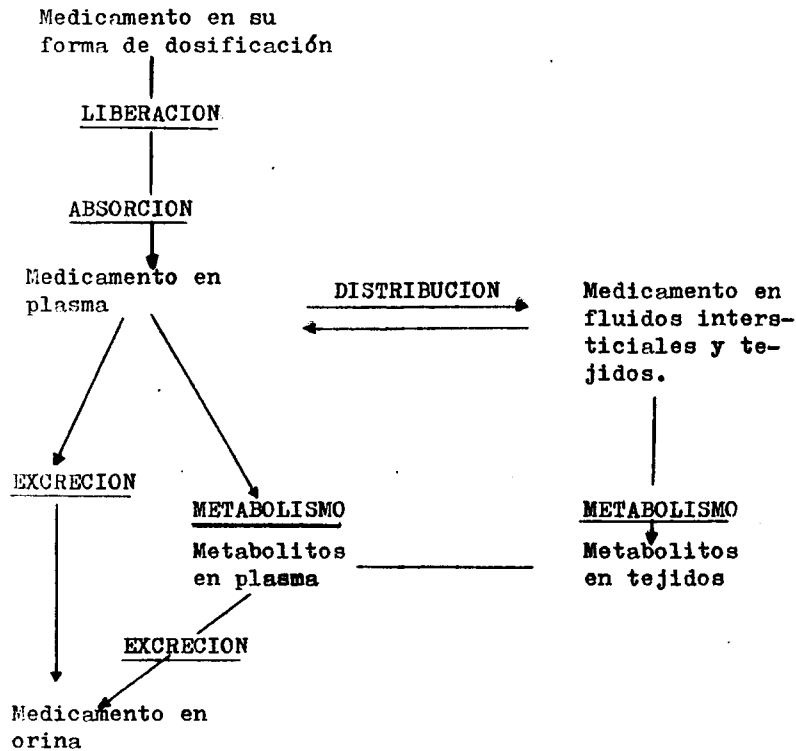 Medicamento en su
forma de dosificación
LIBERACION
ABSORCION
Medicamento en
plasma
DISTRIBUCION
Medicamento en
fluidos inters-
ticiales y te-
jidos.
EXCRECION
METABOLISMO
Metabolitos
en plasma
METABOLISMO
Metabolitos
en tejidos
EXCRECION
Medicamento en
orina